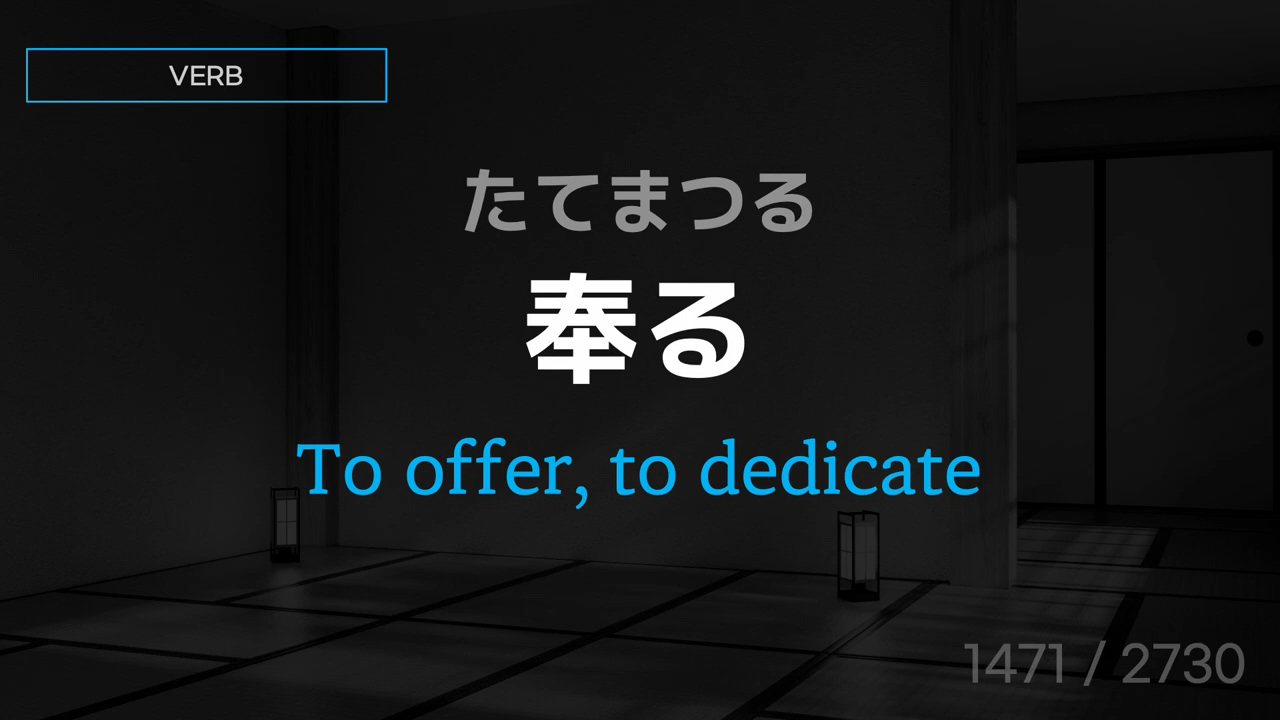 VERB
たてまつる
奉る
To offer, to dedicate
1471 / 2730